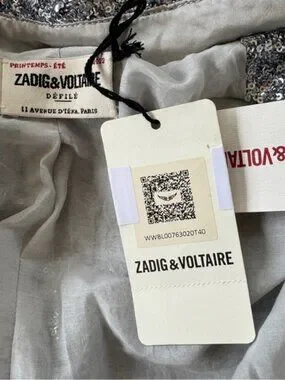 PRINTEMPS - ÉTÉ
ZADIG&VOLTAIRE
DÉFILÉ
11 AVENUE D'IÉNA, PARIS
&VOLTA
WWBL00763020T40
ZADIG&VOLTAIRE